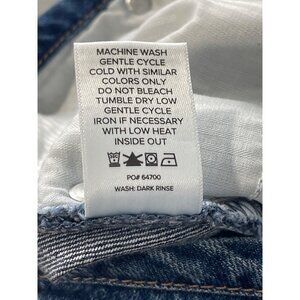 MACHINE WASH
GENTLE CYCLE
COLD WITH SIMILAR
COLORS ONLY
DO NOT BLEACH
TUMBLE DRY LOW
GENTLE CYCLE
IRON IF NECESSARY
WITH LOW HEAT
INSIDE OUT
PO# 64700
WASH: DARK RINSE